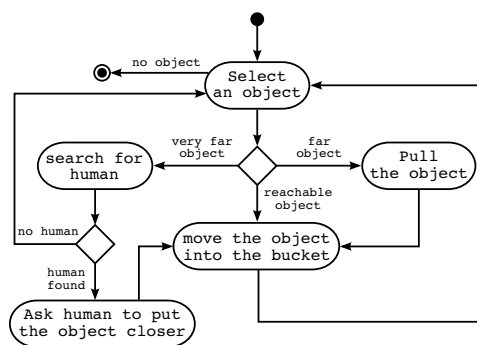 no object
Select
an object
very far
object
far
object
search for
human
Pull
the object
reachable
object
no human
move the object
into the bucket
human
found
Ask human to put
the object closer